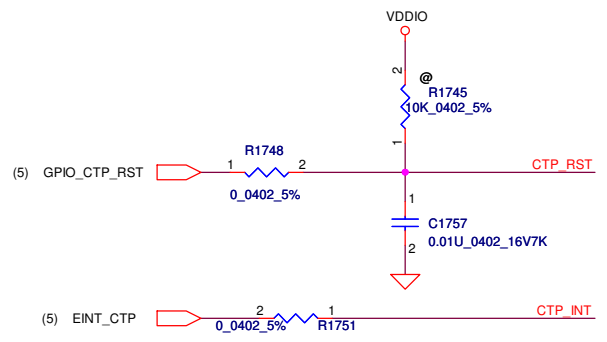 VDDIO
2
@
R1745
10K_0402_5%
1
R1748
(5) GPIO_CTP_RST
1
2
CTP_RST
0_0402_5%
1
C1757
0.01U_0402_16V7K
2
(5) EINT_CTP
2
1
CTP_INT
0_0402_5%
R1751